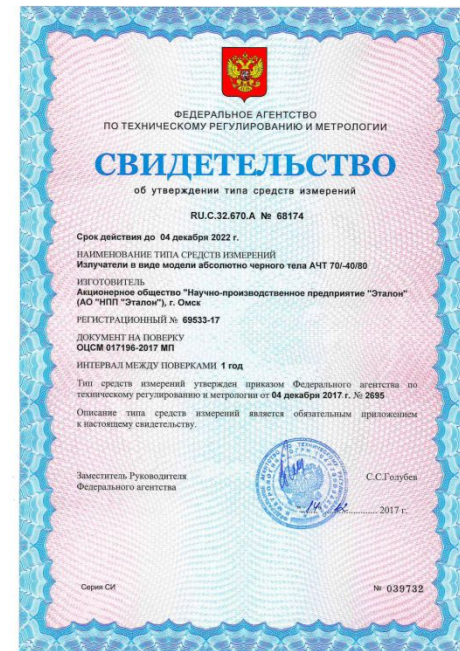 ФЕДЕРАЛЬНОЕ АГЕНТСТВО
ПО ТЕХНИЧЕСКОМУ РЕГУЛИРОВАНИЮ И МЕТРОЛОГИИ
СВИДЕТЕЛЬСТВО
об утверждении типа средств измерений
RU.C.32.670.A № 68174
Срок действия до 04 декабря 2022 г.
НАИМЕНОВАНИЕ ТИПА СРЕДСТВ ИЗМЕРЕНИЙ
Излучатели в виде модели абсолютно черного тела АЧТ 70/-40/80
ИЗГОТОВИТЕЛЬ
Акционерное общество "Научно-производственное предприятие "Эталон"
(АО "НПП "Эталон"), г. Омск
РЕГИСТРАЦИОННЫЙ № 69533-17
ДОКУМЕНТ НА ПОВЕРКУ
ОЦСМ 017196-2017 МП
ИНТЕРВАЛ МЕЖДУ ПОВЕРКАМИ 1 год
Тип средств измерений утвержден приказом Федерального агентства по
техническому регулированию и метрологии от 04 декабря 2017 г. № 2695
Описание типа средств измерений является обязательным приложением
к настоящему свидетельству.
Заместитель Руководителя
Федерального агентства
С.С.Голубев
2017 г.
Серия СИ
№ 039732